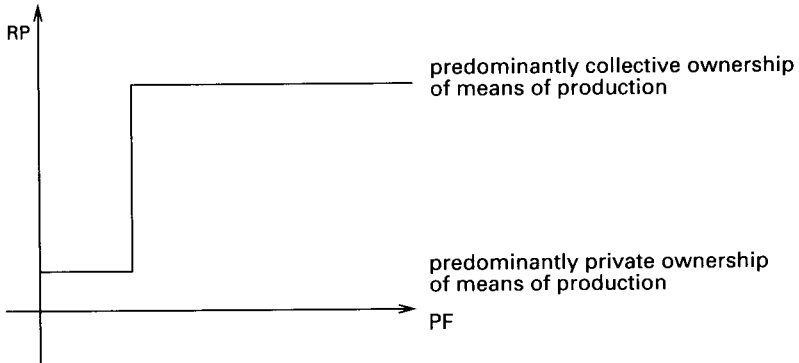 RP
predominantly collective ownership
of means of production
predominantly private ownership
of means of production
PF